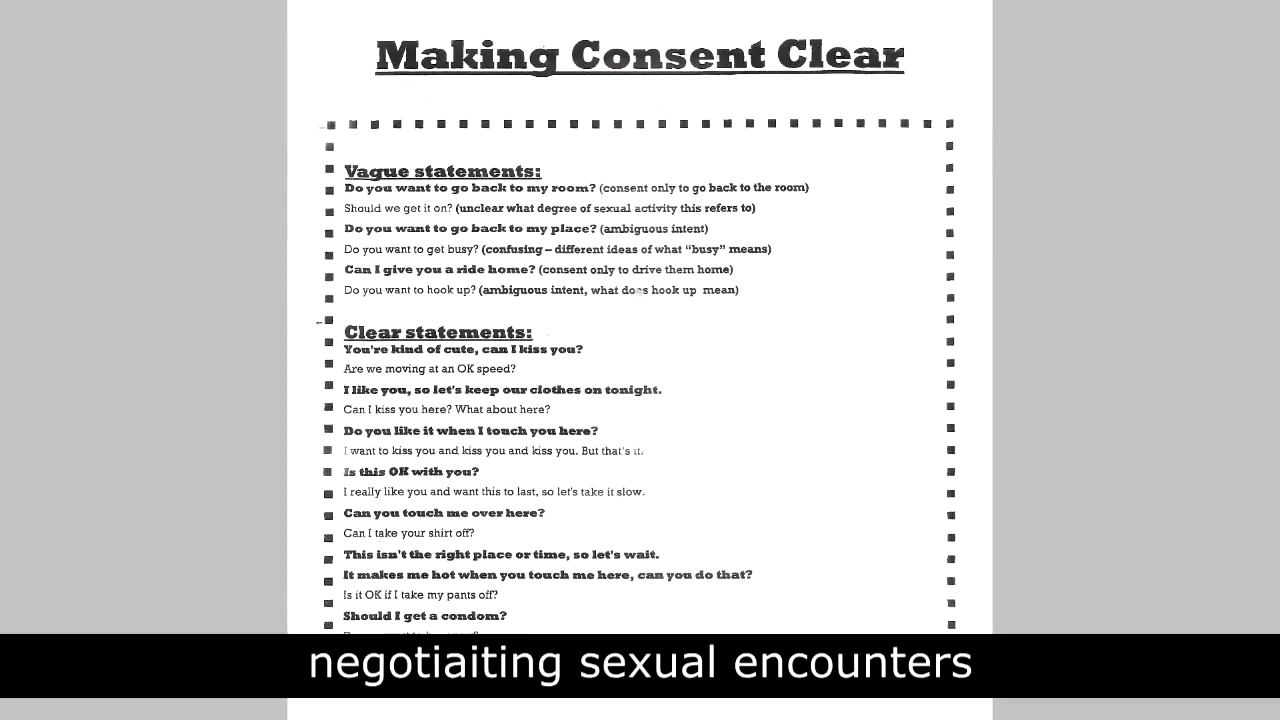 Making Consent Clear
Vague statements:
Do you want to go back to my room? (consent only to go back to the room)
Should we get it on? (unclear what degree of sexual activity this refers to)
Do you want to go back to my place? (ambiguous intent)
Do you want to get busy? (confusing – different ideas of what “busy” means)
Can I give you a ride home? (consent only to drive them home)
Do you want to hook up? (ambiguous intent, what does hook up mean)
Clear statements:
You're kind of cute, can I kiss you?
Are we moving at an OK speed?
I like you, so let's keep our clothes on tonight.
Can I kiss you here? What about here?
Do you like it when I touch you here?
I want to kiss you and kiss you and kiss you. But that's it.
Is this OK with you?
I really like you and want this to last, so let's take it slow.
Can you touch me over here?
Can I take your shirt off?
This isn't the right place or time, so let's wait.
It makes me hot when you touch me here, can you do that?
Is it OK if I take my pants off?
Should I get a condom?
negotiaiting sexual encounters